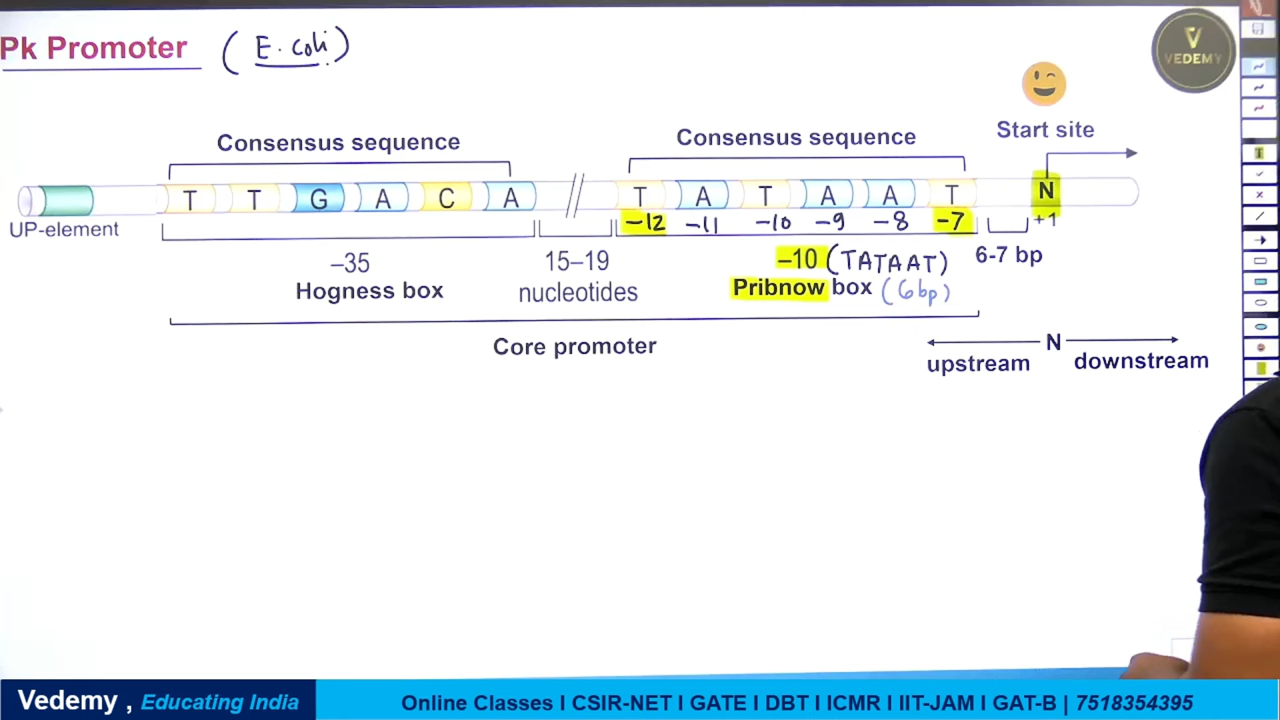 Pk Promoter (E. coli)
VEDEMY
Consensus sequence
Consensus sequence
Start site
T T G A C A
T A T A A T
N
UP-element
-12 -11 -10 -9 -8 -7
+1
–35
15–19
–10 (TATAAT)
6-7 bp
Hogness box
nucleotides
Pribnow box (6bp)
Core promoter
N
upstream
downstream
Vedemy , Educating India
Online Classes I CSIR-NET I GATE I DBT I ICMR I IIT-JAM I GAT-B | 7518354395